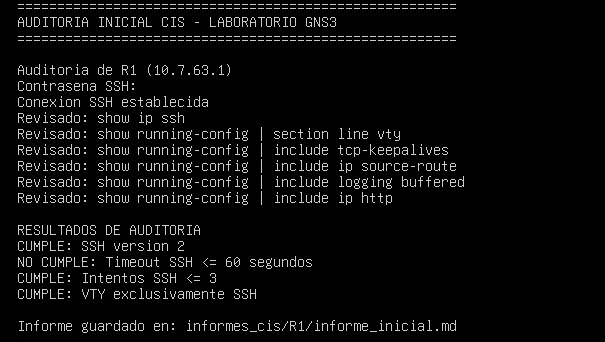 =======================================================
AUDITORIA INICIAL CIS - LABORATORIO GNS3
=======================================================
Auditoria de R1 (10.7.63.1)
Contrasena SSH:
Conexion SSH establecida
Revisado: show ip ssh
Revisado: show running-config | section line vty
Revisado: show running-config | include tcp-keepalives
Revisado: show running-config | include ip source-route
Revisado: show running-config | include logging buffered
Revisado: show running-config | include ip http
RESULTADOS DE AUDITORIA
CUMPLE: SSH version 2
NO CUMPLE: Timeout SSH <= 60 segundos
CUMPLE: Intentos SSH <= 3
CUMPLE: VTY exclusivamente SSH
Informe guardado en: informes_cis/R1/informe_inicial.md